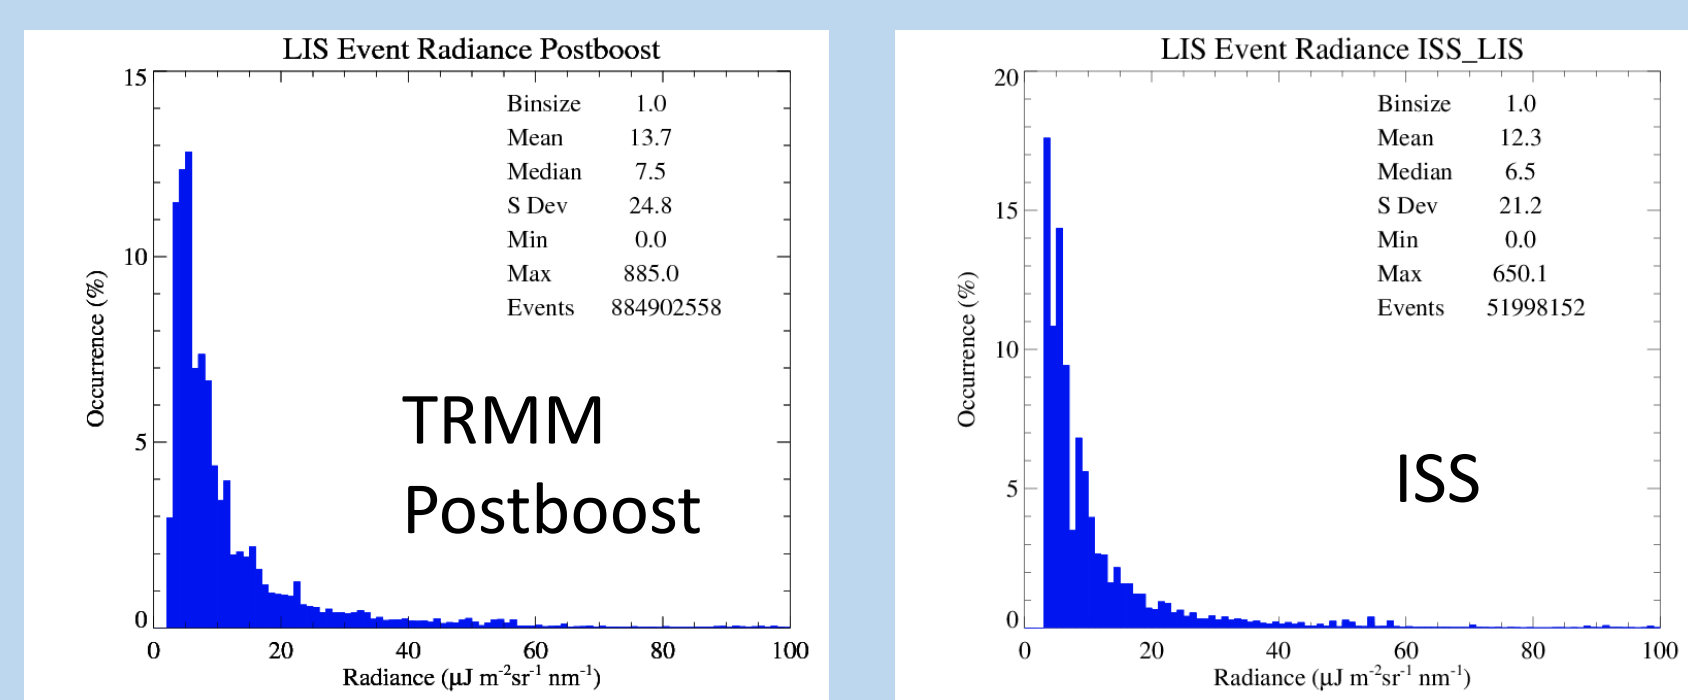 LIS Event Radiance Postboost
15
10
5
0
Occurrence (%)
Binsize 1.0
Mean 13.7
Median 7.5
S Dev 24.8
Min 0.0
Max 885.0
Events 884902558
TRMM
Postboost
0 20 40 60 80 100
Radiance (µJ m⁻²sr⁻¹ nm⁻¹)
LIS Event Radiance ISS_LIS
20
15
10
5
0
Occurrence (%)
Binsize 1.0
Mean 12.3
Median 6.5
S Dev 21.2
Min 0.0
Max 650.1
Events 51998152
ISS
0 20 40 60 80 100
Radiance (µJ m⁻²sr⁻¹ nm⁻¹)